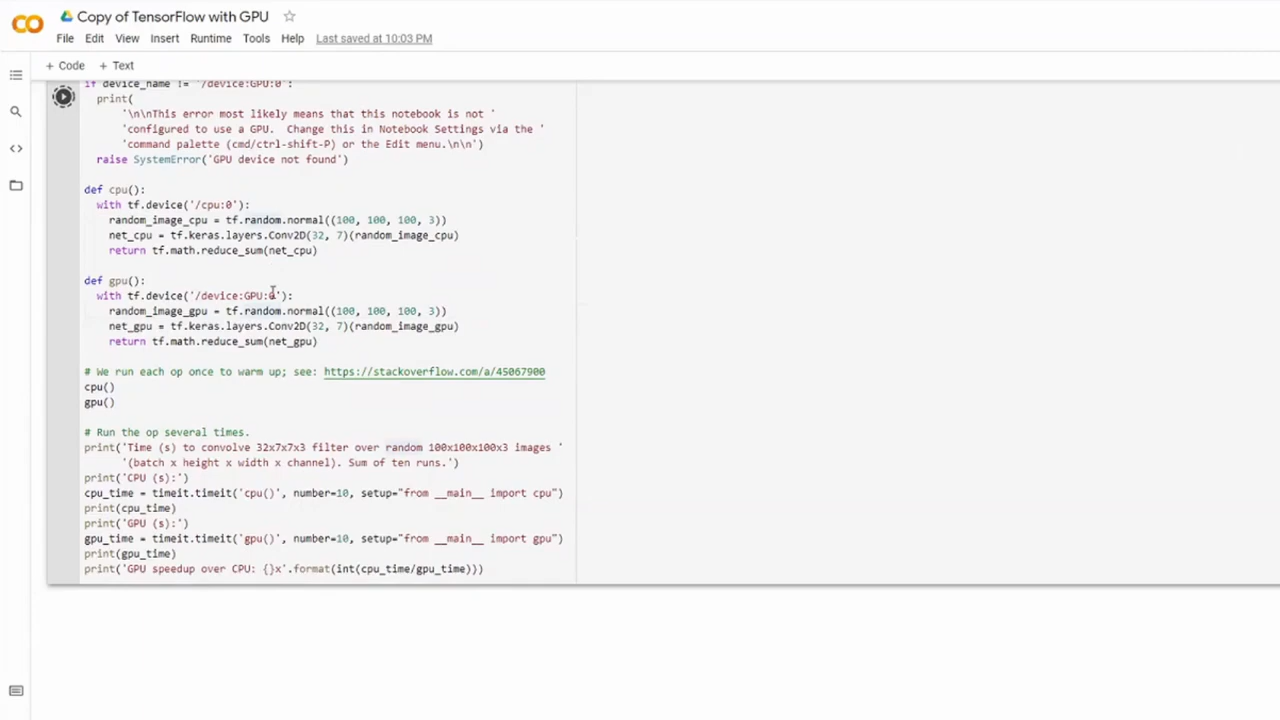 Copy of TensorFlow with GPU
File Edit View Insert Runtime Tools Help Last saved at 10:03 PM
+ Code + Text
if device_name != '/device:GPU:0':
print(
'\n\nThis error most likely means that this notebook is not '
'configured to use a GPU.  Change this in Notebook Settings via the '
'command palette (cmd/ctrl-shift-P) or the Edit menu.\n\n')
raise SystemError('GPU device not found')
def cpu():
with tf.device('/cpu:0'):
random_image_cpu = tf.random.normal((100, 100, 100, 3))
net_cpu = tf.keras.layers.Conv2D(32, 7)(random_image_cpu)
return tf.math.reduce_sum(net_cpu)
def gpu():
with tf.device('/device:GPU:0'):
random_image_gpu = tf.random.normal((100, 100, 100, 3))
net_gpu = tf.keras.layers.Conv2D(32, 7)(random_image_gpu)
return tf.math.reduce_sum(net_gpu)
# We run each op once to warm up; see: https://stackoverflow.com/a/45067900
cpu()
gpu()
# Run the op several times.
print('Time (s) to convolve 32x7x7x3 filter over random 100x100x100x3 images '
'(batch x height x width x channel). Sum of ten runs.')
print('CPU (s):')
cpu_time = timeit.timeit('cpu()', number=10, setup="from __main__ import cpu")
print(cpu_time)
print('GPU (s):')
gpu_time = timeit.timeit('gpu()', number=10, setup="from __main__ import gpu")
print(gpu_time)
print('GPU speedup over CPU: {}x'.format(int(cpu_time/gpu_time)))